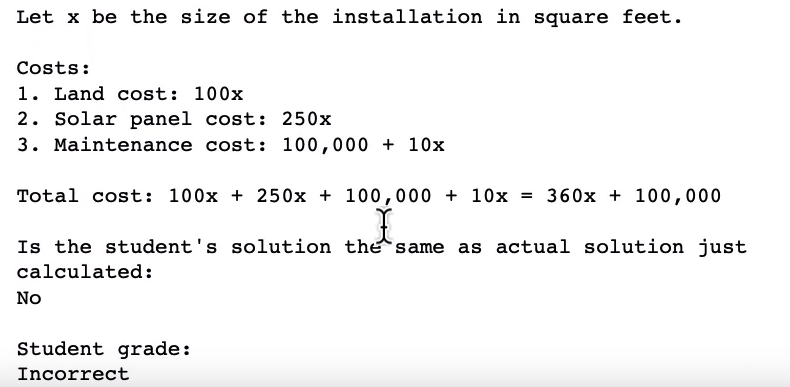 Let x be the size of the installation in square feet.
Costs:
1. Land cost: 100x
2. Solar panel cost: 250x
3. Maintenance cost: 100,000 + 10x
Total cost: 100x + 250x + 100,000 + 10x = 360x + 100,000
Is the student's solution the same as actual solution just
calculated:
No
Student grade:
Incorrect